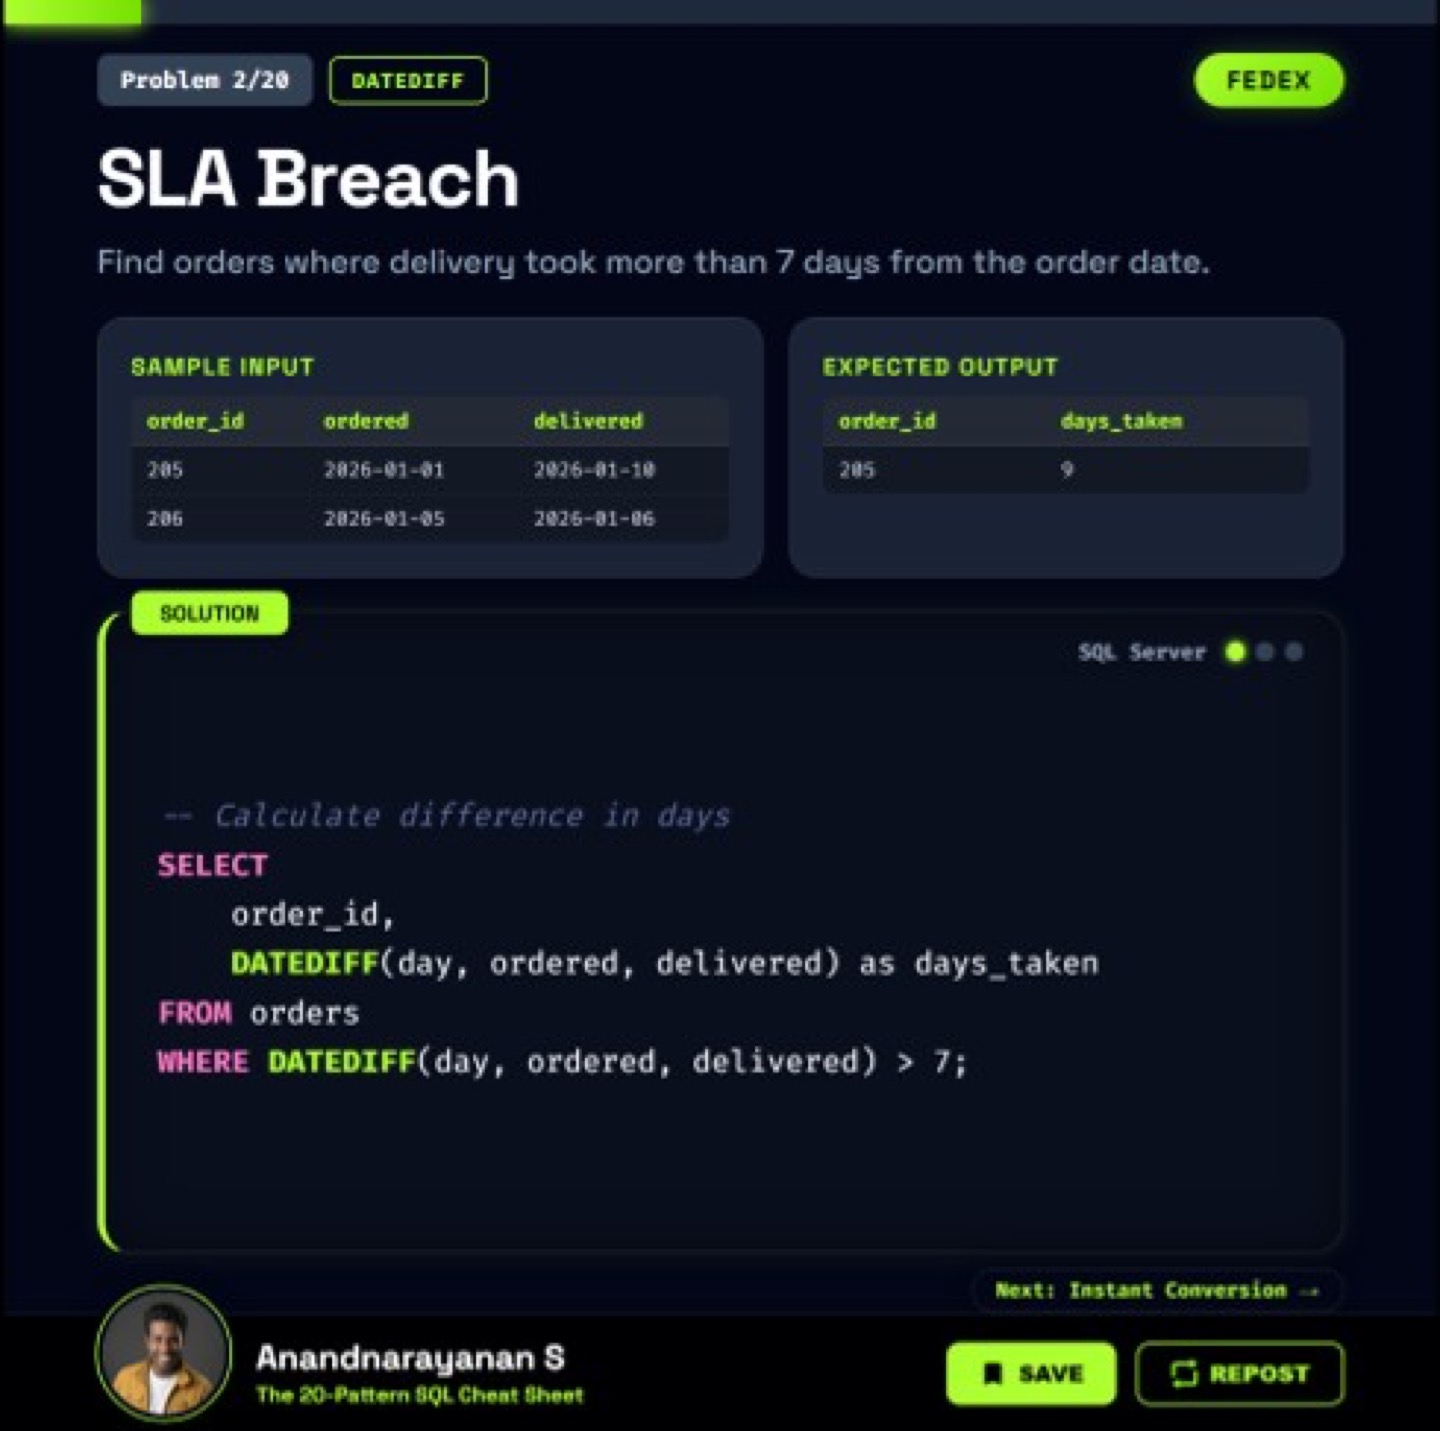 Problem 2/20
DATEDIFF
FEDEX
SLA Breach
Find orders where delivery took more than 7 days from the order date.
SAMPLE INPUT
order_id ordered delivered
205 2026-01-01 2026-01-10
206 2026-01-05 2026-01-06
EXPECTED OUTPUT
order_id days_taken
205 9
SOLUTION
SQL Server
-- Calculate difference in days
SELECT
order_id,
DATEDIFF(day, ordered, delivered) as days_taken
FROM orders
WHERE DATEDIFF(day, ordered, delivered) > 7;
Next: Instant Conversion →
Anandnarayanan S
The 20-Pattern SQL Cheat Sheet
SAVE
REPOST